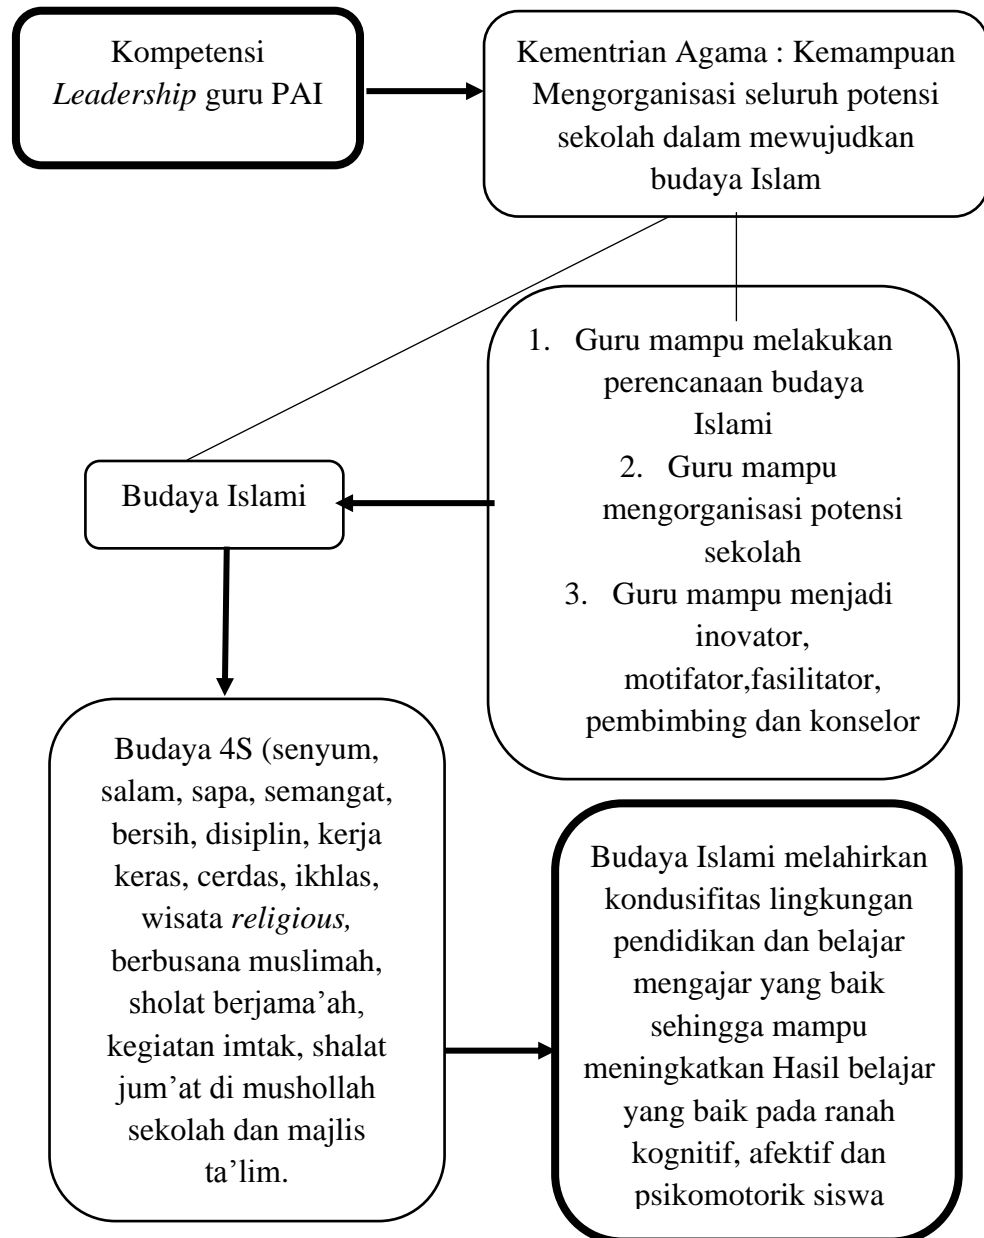 Kompetensi
Leadership guru PAI
Kementrian Agama : Kemampuan
Mengorganisasi seluruh potensi
sekolah dalam mewujudkan
budaya Islam
1. Guru mampu melakukan
perencanaan budaya
Islami
2. Guru mampu
mengorganisasi potensi
sekolah
3. Guru mampu menjadi
inovator,
motifator,fasilitator,
pembimbing dan konselor
Budaya Islami
Budaya 4S (senyum,
salam, sapa, semangat,
bersih, disiplin, kerja
keras, cerdas, ikhlas,
wisata religious,
berbusana muslimah,
sholat berjama’ah,
kegiatan imtak, shalat
jum’at di mushollah
sekolah dan majlis
ta’lim.
Budaya Islami melahirkan
kondusifitas lingkungan
pendidikan dan belajar
mengajar yang baik
sehingga mampu
meningkatkan Hasil belajar
yang baik pada ranah
kognitif, afektif dan
psikomotorik siswa